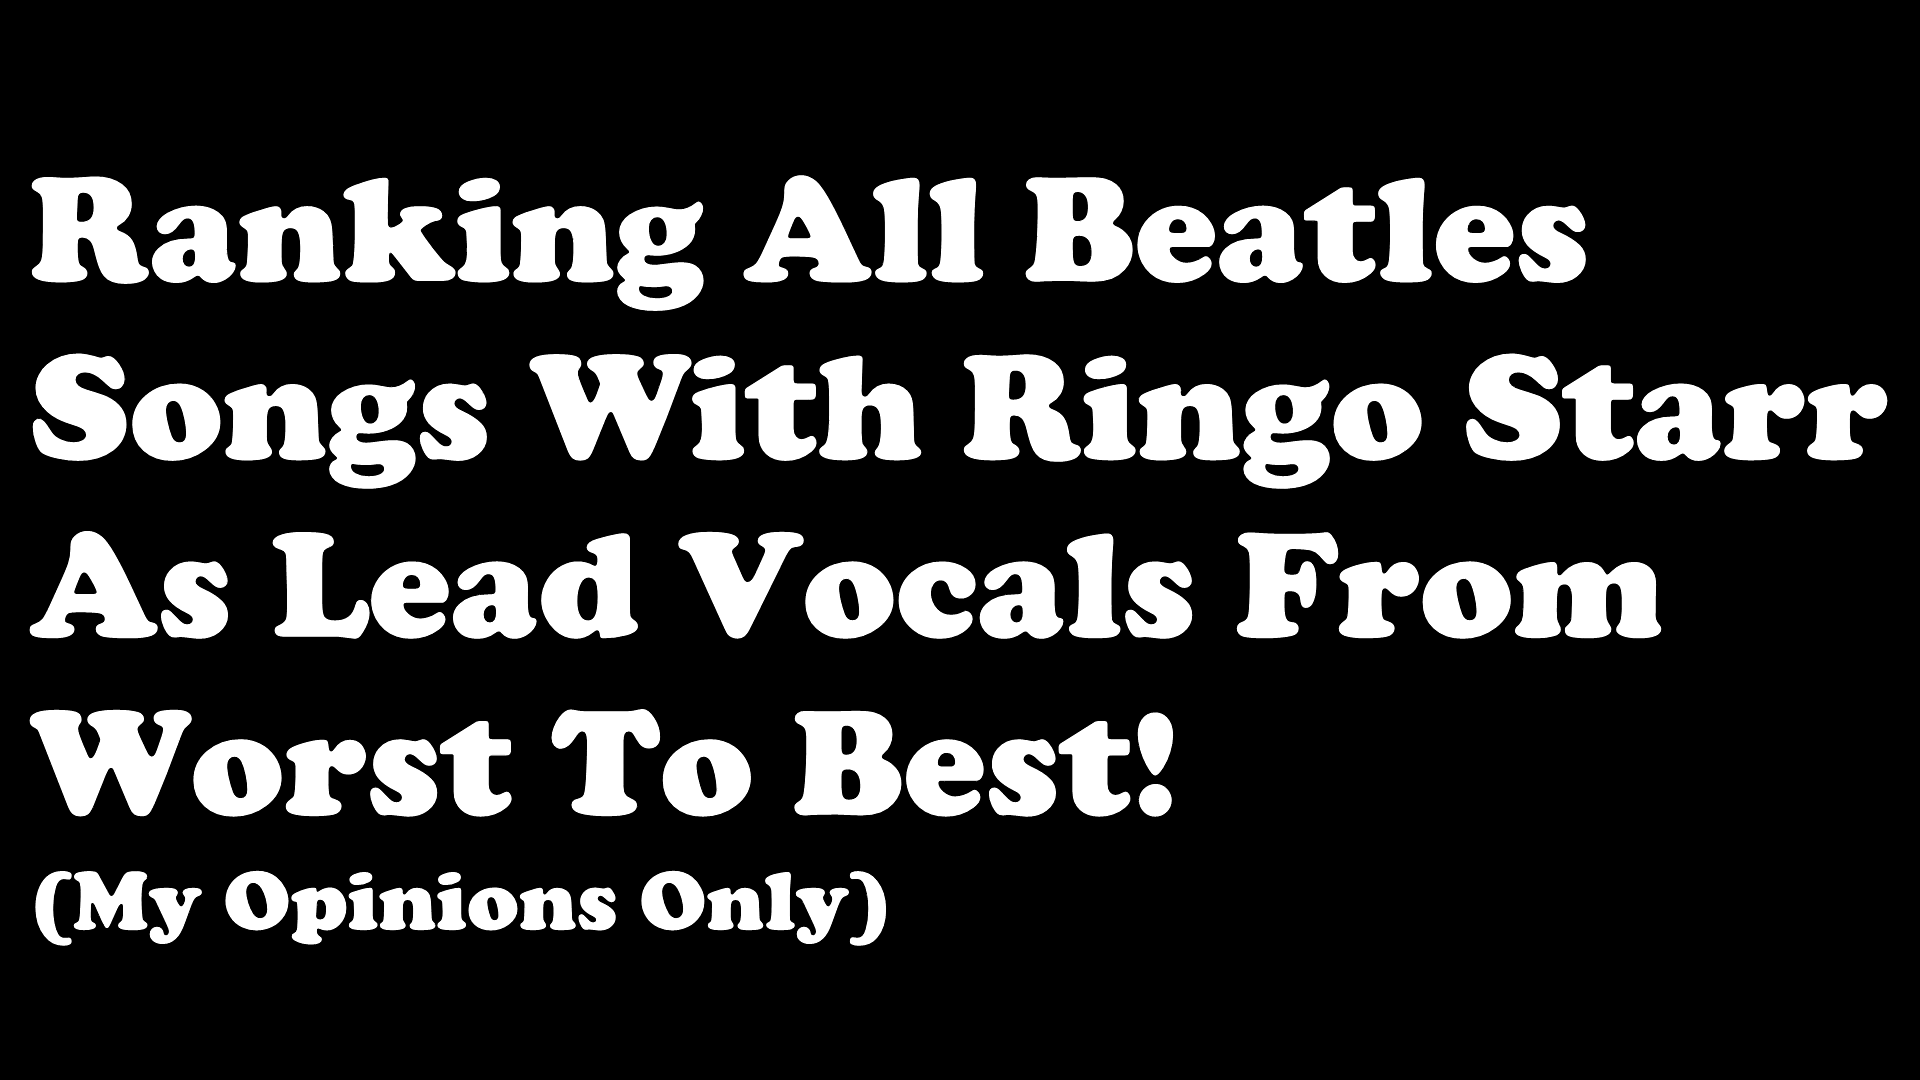 Ranking All Beatles
Songs With Ringo Starr
As Lead Vocals From
Worst To Best!
(My Opinions Only)